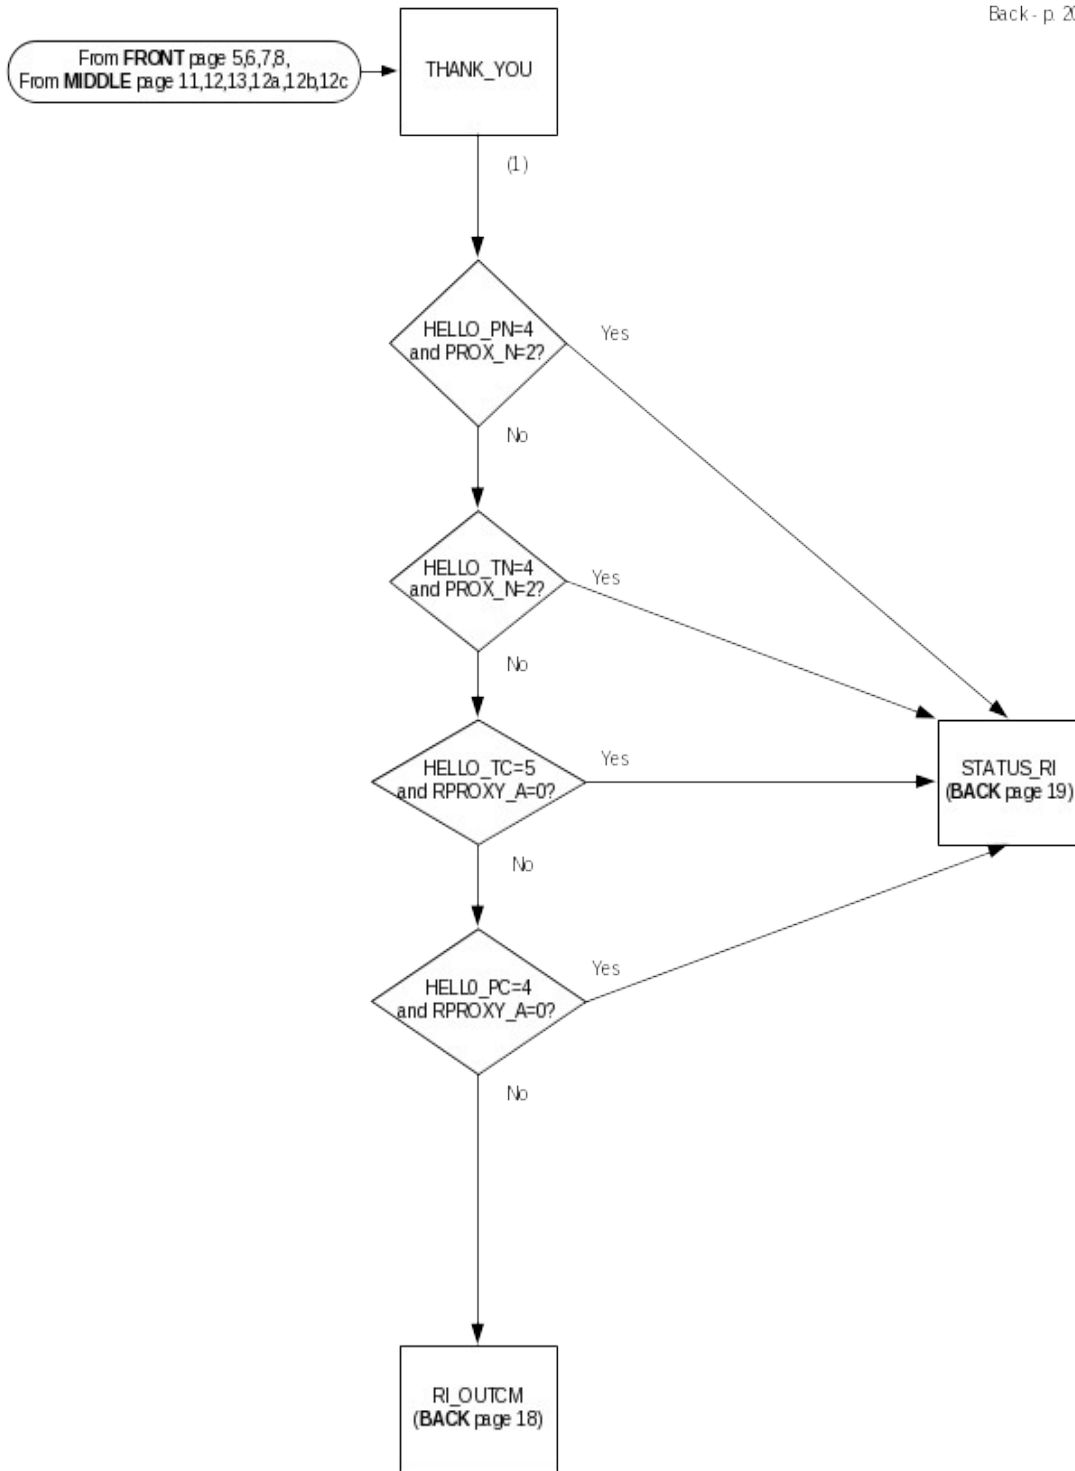 Back - p. 20
From FRONT page 5,6,7,8,
From MIDDLE page 11,12,13,12a,12b,12c
THANK_YOU
(1)
HELLO_PN=4
and PROX_N=2?
Yes
No
HELLO_TN=4
and PROX_N=2?
Yes
No
HELLO_TC=5
and RPROXY_A=0?
Yes
STATUS_RI
(BACK page 19)
No
HELL0_PC=4
and RPROXY_A=0?
Yes
No
RI_OUTCM
(BACK page 18)